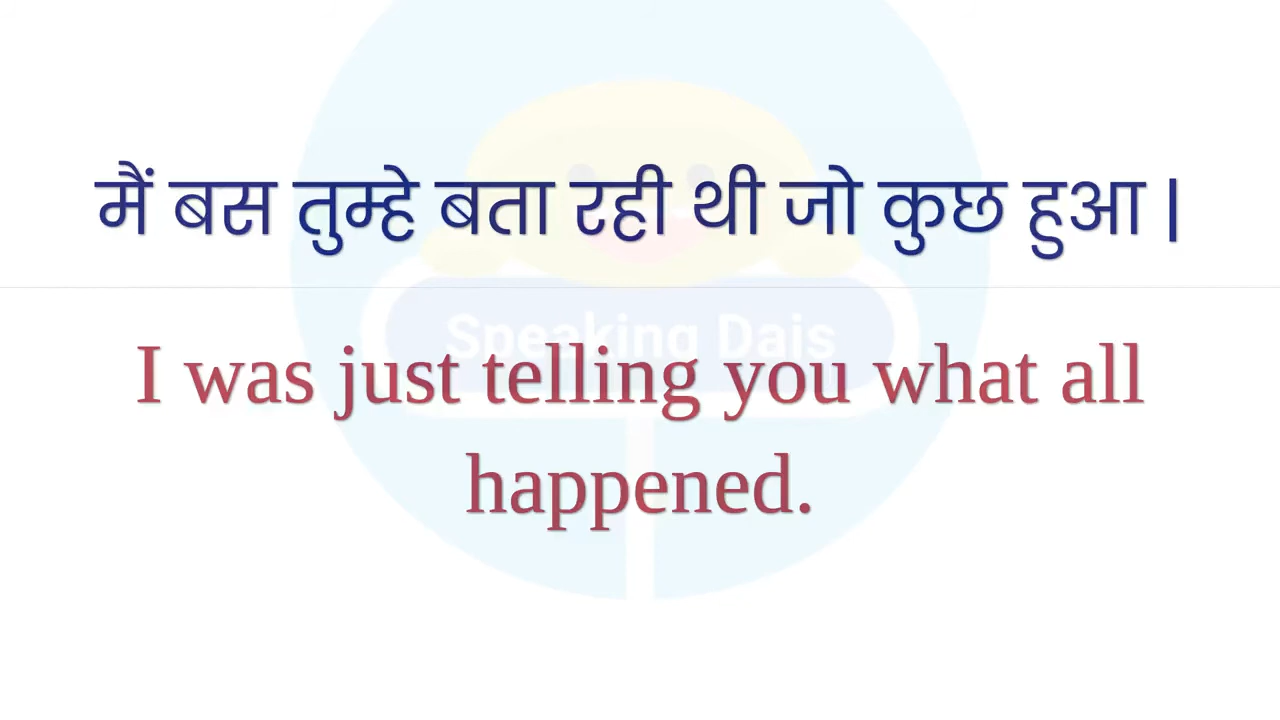 मैं बस तुम्हे बता रही थी जो कुछ हुआ |
Speaking Dais
I was just telling you what all
happened.